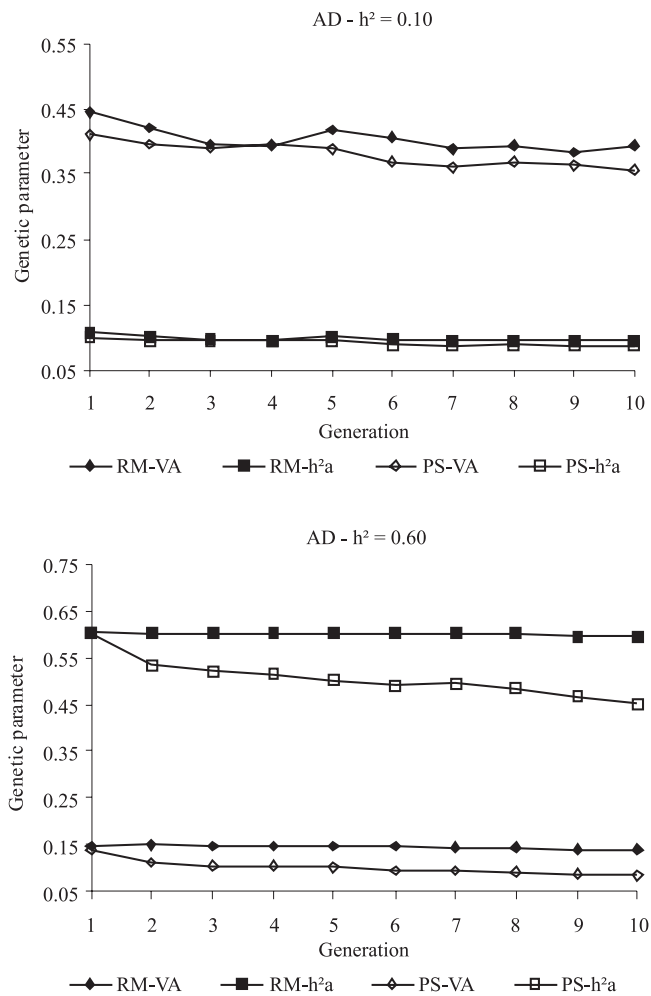 AD - h² = 0.10
0.55
0.45
0.35
0.25
0.15
0.05
Genetic parameter
1 2 3 4 5 6 7 8 9 10
Generation
RM-VA RM-h²a PS-VA PS-h²a
AD - h² = 0.60
0.75
0.65
0.55
0.45
0.35
0.25
0.15
0.05
Genetic parameter
1 2 3 4 5 6 7 8 9 10
Generation
RM-VA RM-h²a PS-VA PS-h²a